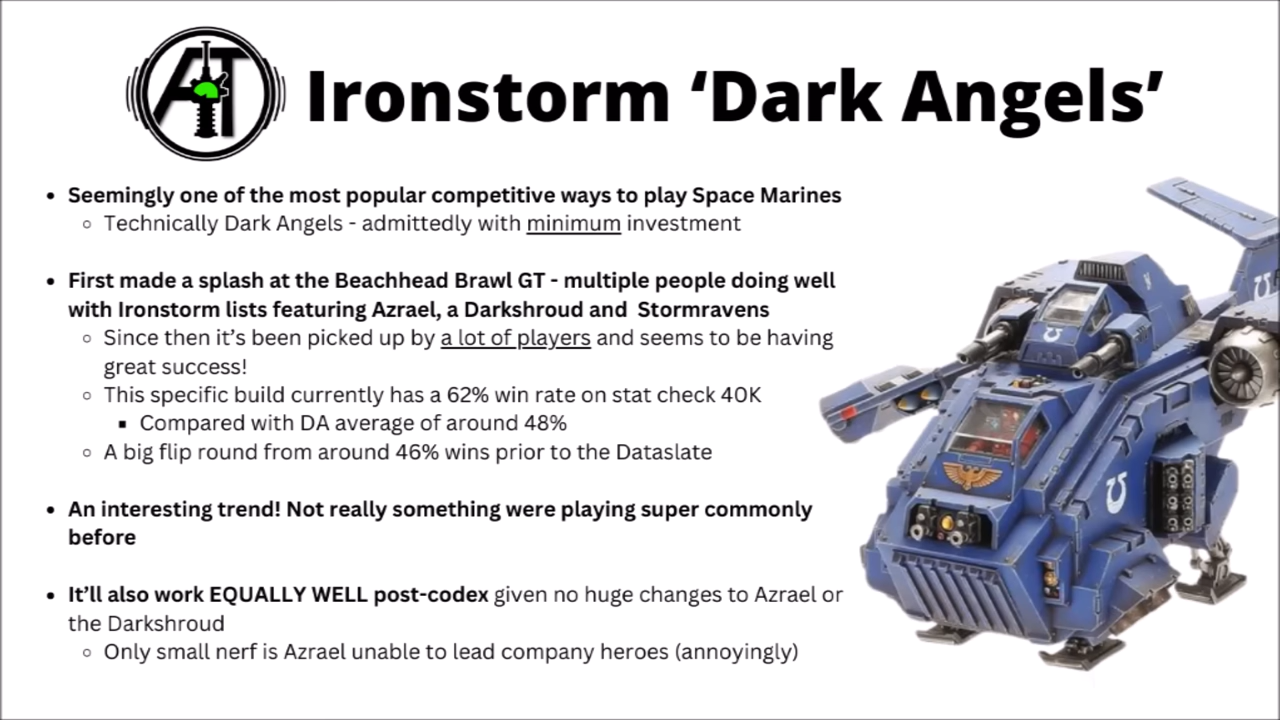 AT
Ironstorm ‘Dark Angels’
• Seemingly one of the most popular competitive ways to play Space Marines
◦ Technically Dark Angels - admittedly with minimum investment
• First made a splash at the Beachhead Brawl GT - multiple people doing well
with Ironstorm lists featuring Azrael, a Darkshroud and Stormravens
◦ Since then it’s been picked up by a lot of players and seems to be having
great success!
◦ This specific build currently has a 62% win rate on stat check 40K
▪ Compared with DA average of around 48%
◦ A big flip round from around 46% wins prior to the Dataslate
• An interesting trend! Not really something were playing super commonly
before
• It’ll also work EQUALLY WELL post-codex given no huge changes to Azrael or
the Darkshroud
◦ Only small nerf is Azrael unable to lead company heroes (annoyingly)